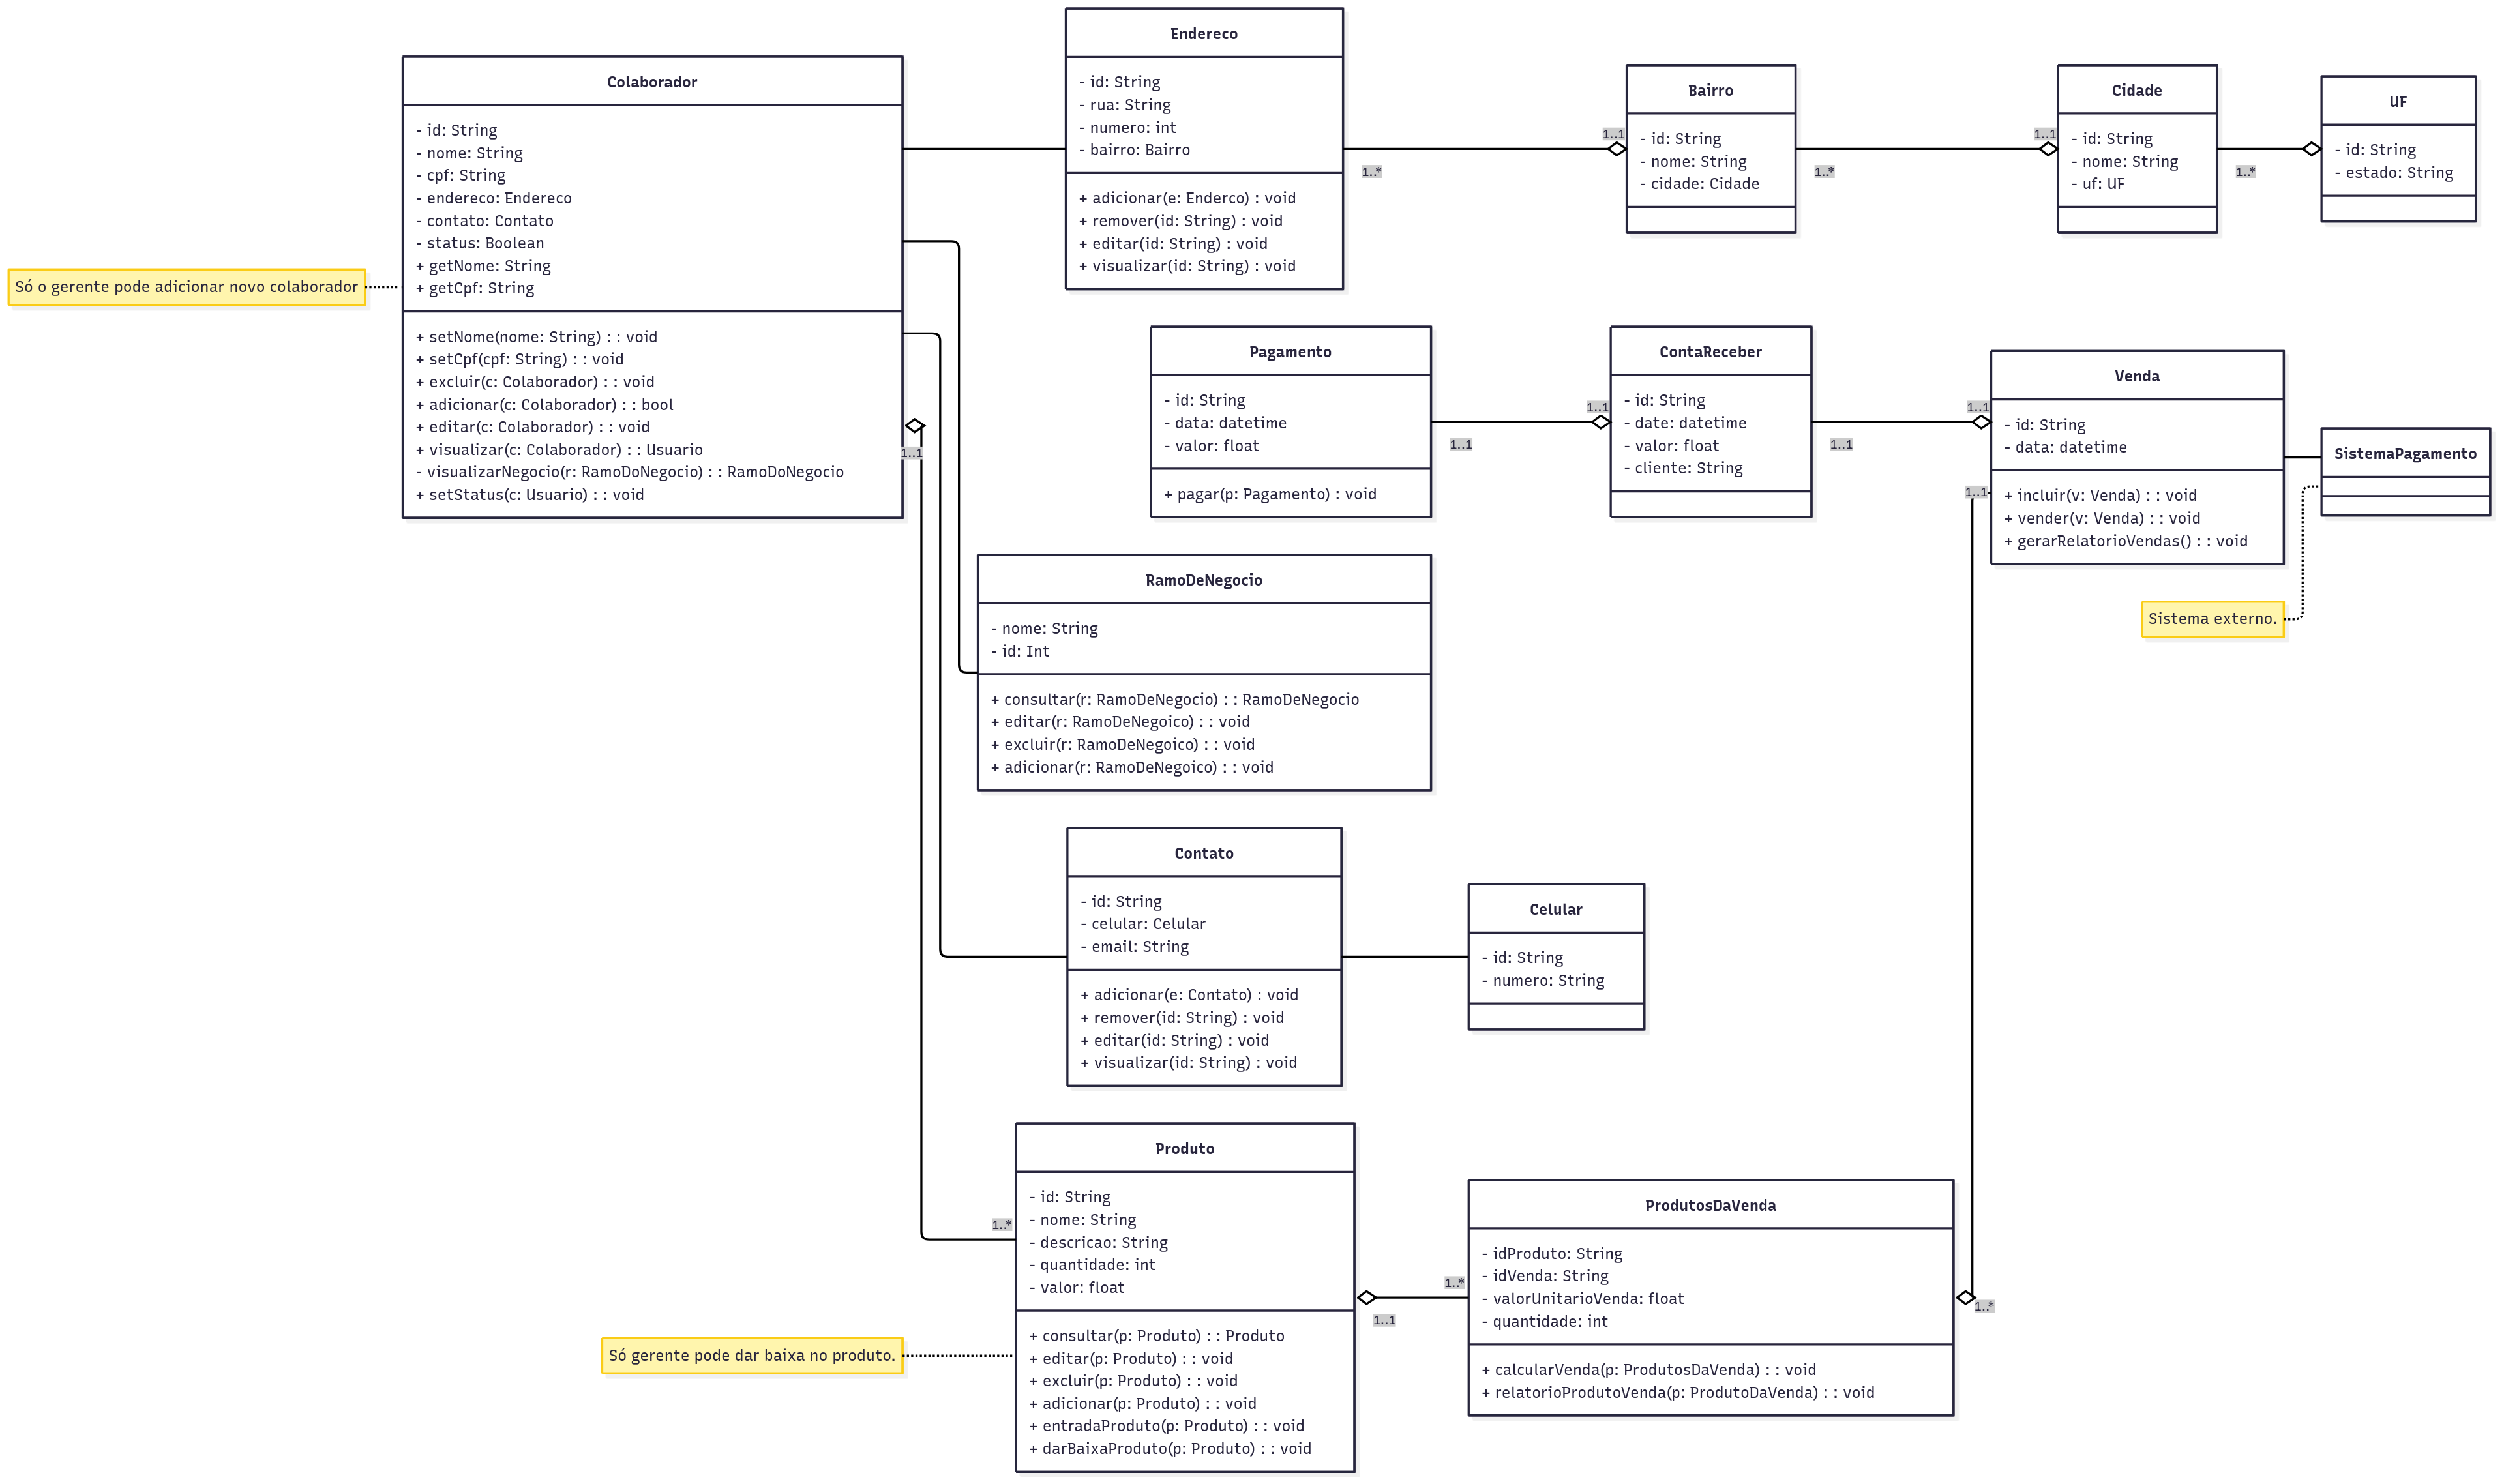 Só o gerente pode adicionar novo colaborador
Colaborador
- id: String
- nome: String
- cpf: String
- endereco: Endereco
- contato: Contato
- status: Boolean
+ getNome: String
+ getCpf: String
+ setNome(nome: String) : : void
+ setCpf(cpf: String) : : void
+ excluir(c: Colaborador) : : void
+ adicionar(c: Colaborador) : : bool
+ editar(c: Colaborador) : : void
+ visualizar(c: Colaborador) : : Usuario
- visualizarNegocio(r: RamoDoNegocio) : : RamoDoNegocio
+ setStatus(c: Usuario) : : void
1..1
Endereco
- id: String
- rua: String
- numero: int
- bairro: Bairro
+ adicionar(e: Enderco) : void
+ remover(id: String) : void
+ editar(id: String) : void
+ visualizar(id: String) : void
1..*
1..1
Bairro
- id: String
- nome: String
- cidade: Cidade
1..*
1..1
Cidade
- id: String
- nome: String
- uf: UF
1..*
UF
- id: String
- estado: String
Pagamento
- id: String
- data: datetime
- valor: float
+ pagar(p: Pagamento) : void
1..1
1..1
ContaReceber
- id: String
- date: datetime
- valor: float
- cliente: String
1..1
1..1
Venda
- id: String
- data: datetime
+ incluir(v: Venda) : : void
+ vender(v: Venda) : : void
+ gerarRelatorioVendas() : : void
1..1
SistemaPagamento
Sistema externo.
RamoDeNegocio
- nome: String
- id: Int
+ consultar(r: RamoDeNegocio) : : RamoDeNegocio
+ editar(r: RamoDeNegoico) : : void
+ excluir(r: RamoDeNegoico) : : void
+ adicionar(r: RamoDeNegoico) : : void
Contato
- id: String
- celular: Celular
- email: String
+ adicionar(e: Contato) : void
+ remover(id: String) : void
+ editar(id: String) : void
+ visualizar(id: String) : void
Celular
- id: String
- numero: String
1..*
Produto
- id: String
- nome: String
- descricao: String
- quantidade: int
- valor: float
+ consultar(p: Produto) : : Produto
+ editar(p: Produto) : : void
+ excluir(p: Produto) : : void
+ adicionar(p: Produto) : : void
+ entradaProduto(p: Produto) : : void
+ darBaixaProduto(p: Produto) : : void
Só gerente pode dar baixa no produto.
1..1
1..*
ProdutosDaVenda
- idProduto: String
- idVenda: String
- valorUnitarioVenda: float
- quantidade: int
+ calcularVenda(p: ProdutosDaVenda) : : void
+ relatorioProdutoVenda(p: ProdutoDaVenda) : : void
1..*